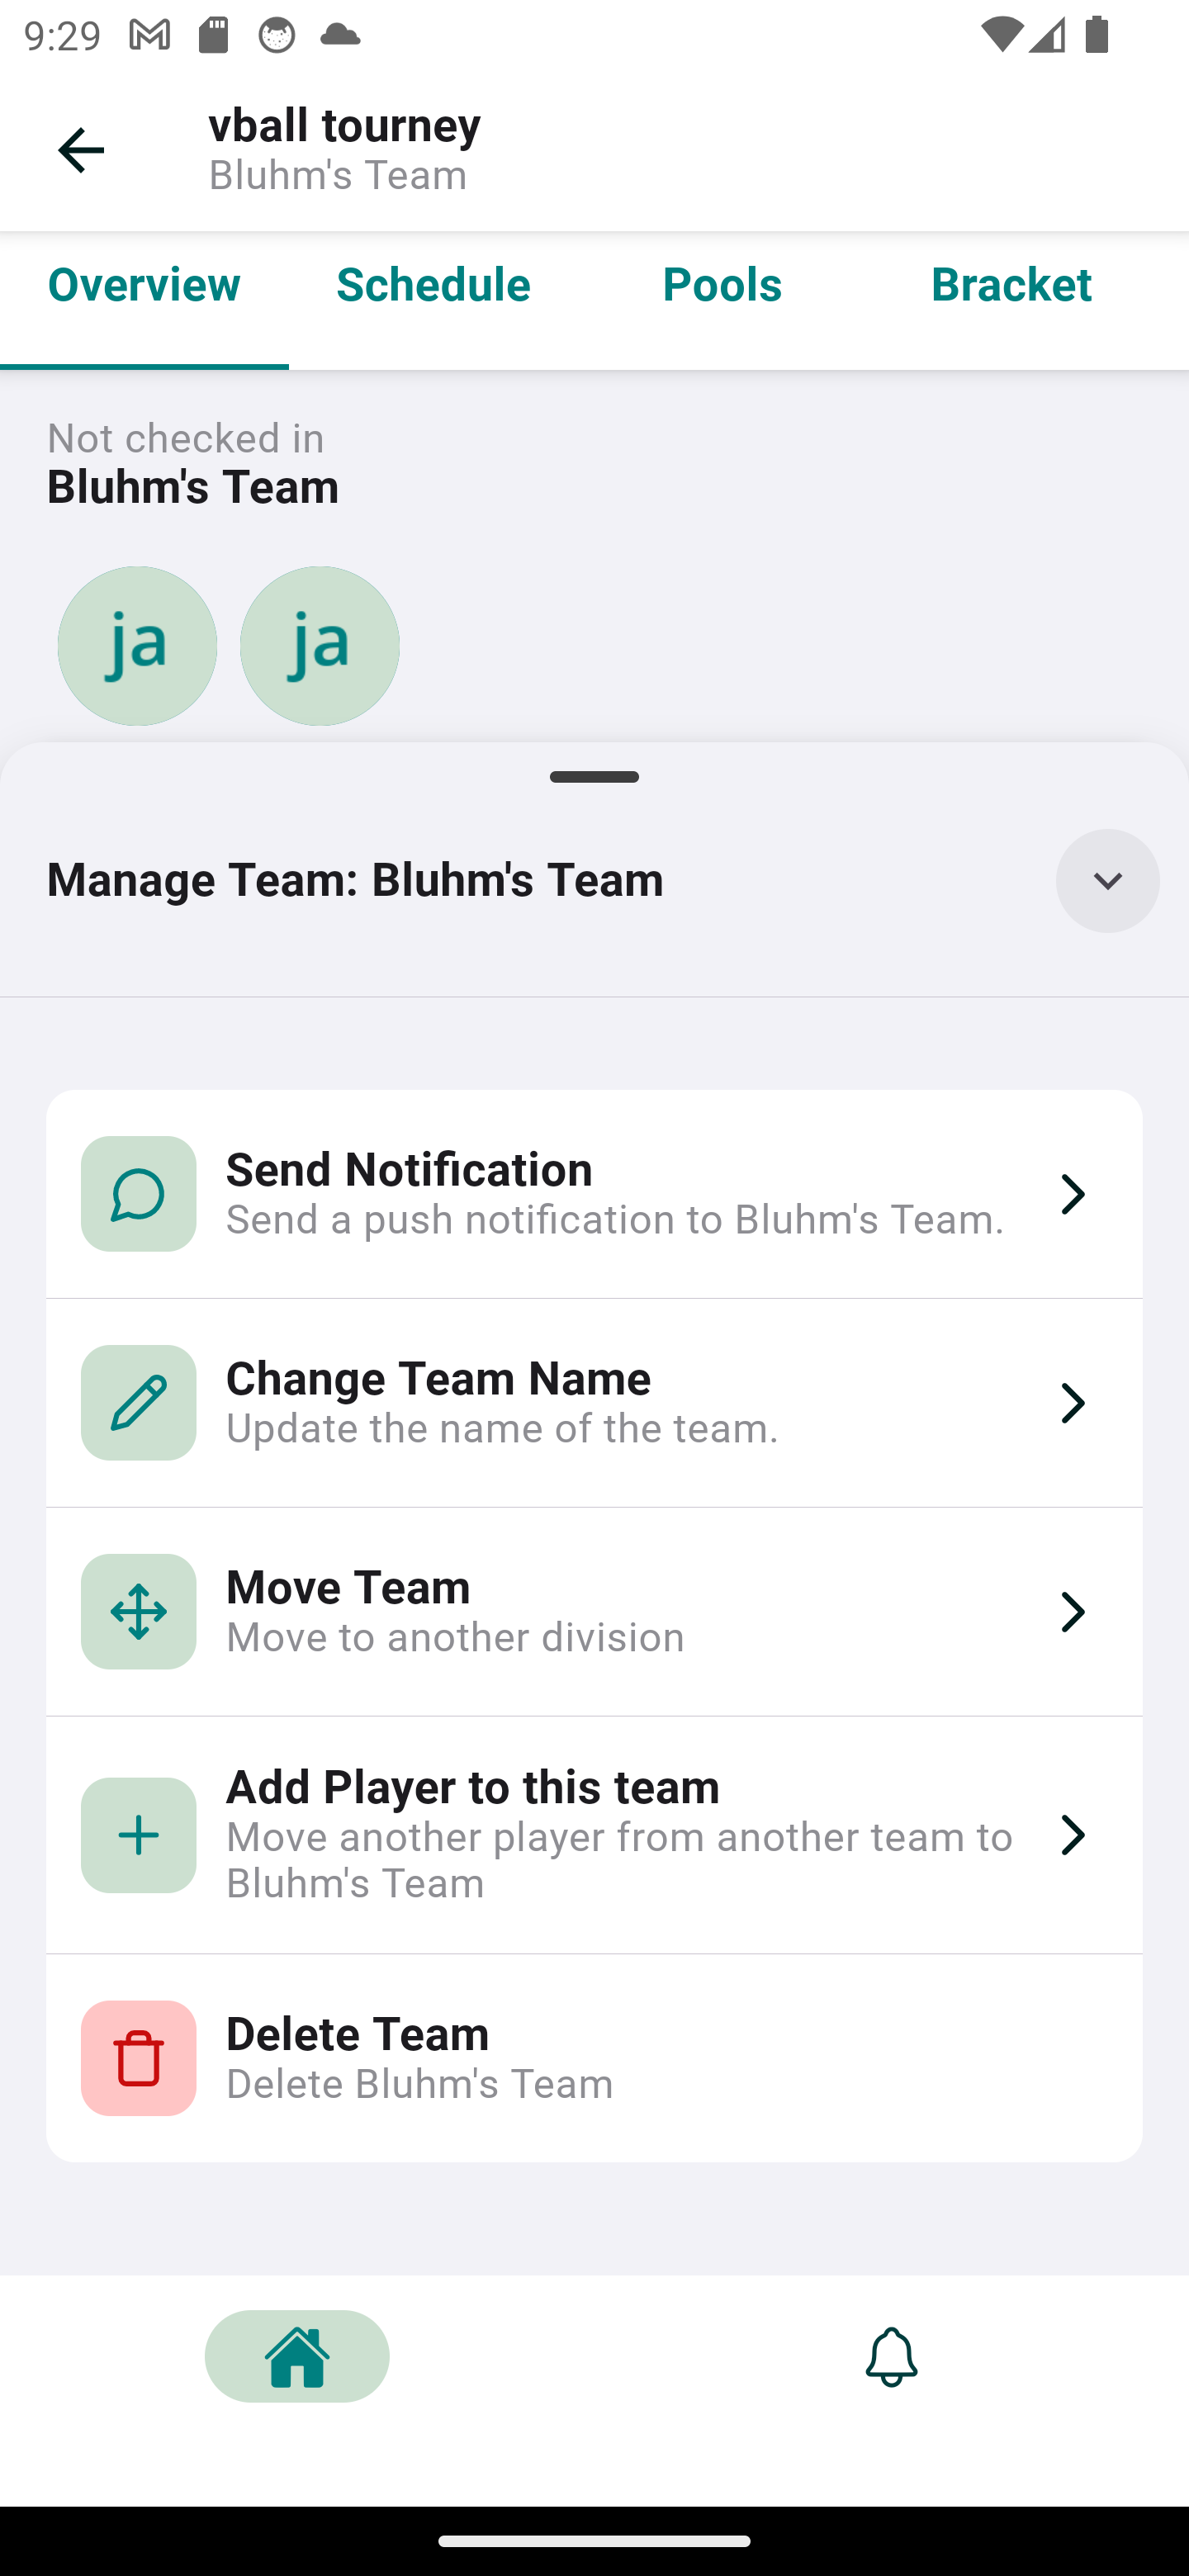 9:29
vball tourney
Bluhm's Team
Overview Schedule Pools Bracket
Not checked in
Bluhm's Team
ja ja
Manage Team: Bluhm's Team
Send Notification
Send a push notification to Bluhm's Team.
Change Team Name
Update the name of the team.
Move Team
Move to another division
Add Player to this team
Move another player from another team to
Bluhm's Team
Delete Team
Delete Bluhm's Team